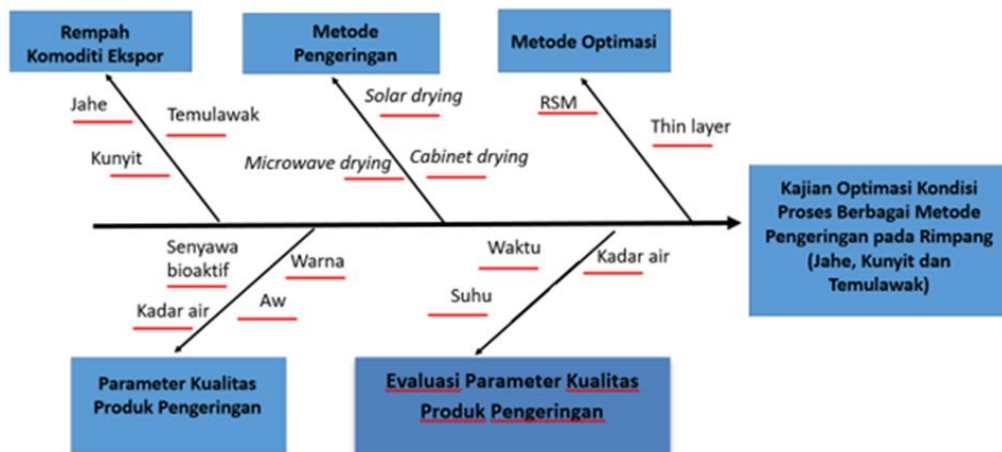 Rempah
Komoditi Ekspor
Metode
Pengeringan
Metode Optimasi
Jahe
Temulawak
Kunyit
Solar drying
Microwave drying
Cabinet drying
RSM
Thin layer
Kajian Optimasi Kondisi
Proses Berbagai Metode
Pengeringan pada Rimpang
(Jahe, Kunyit dan
Temulawak)
Senyawa
bioaktif
Warna
Kadar air
Aw
Waktu
Kadar air
Suhu
Parameter Kualitas
Produk Pengeringan
Evaluasi Parameter Kualitas
Produk Pengeringan